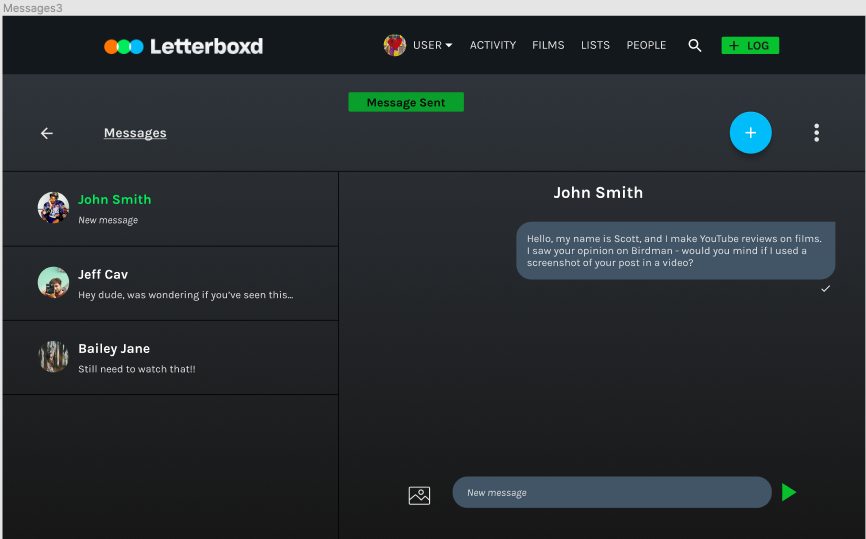 Messages3
Letterboxd
USER ACTIVITY FILMS LISTS PEOPLE + LOG
Message Sent
Messages
+
John Smith
New message
Jeff Cav
Hey dude, was wondering if you've seen this...
Bailey Jane
Still need to watch that!!
John Smith
Hello, my name is Scott, and I make YouTube reviews on films.
I saw your opinion on Birdman - would you mind if I used a
screenshot of your post in a video?
New message